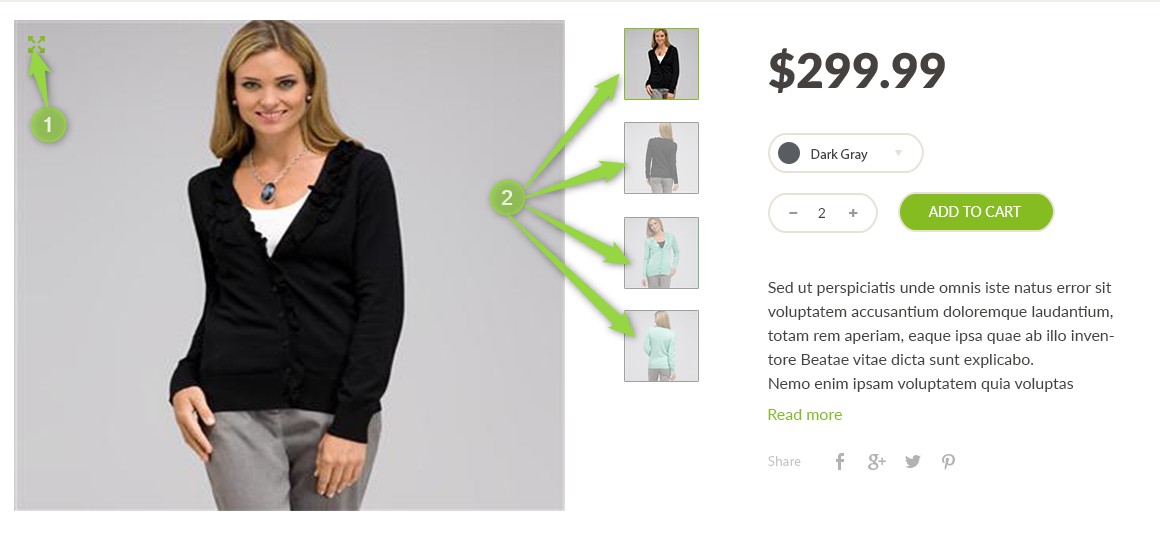 1
2
$299.99
Dark Gray
− 2 +
ADD TO CART
Sed ut perspiciatis unde omnis iste natus error sit
voluptatem accusantium doloremque laudantium,
totam rem aperiam, eaque ipsa quae ab illo inven-
tore Beatae vitae dicta sunt explicabo.
Nemo enim ipsam voluptatem quia voluptas
Read more
Share